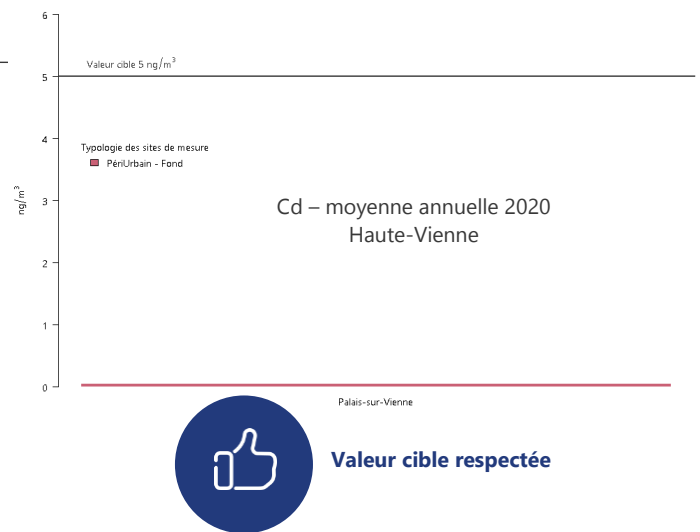 6
Valeur cible 5 ng/m³
5
4
Typologie des sites de mesure
PériUrbain - Fond
ng/m³
3
Cd – moyenne annuelle 2020
Haute-Vienne
2
1
0
Palais-sur-Vienne
Valeur cible respectée